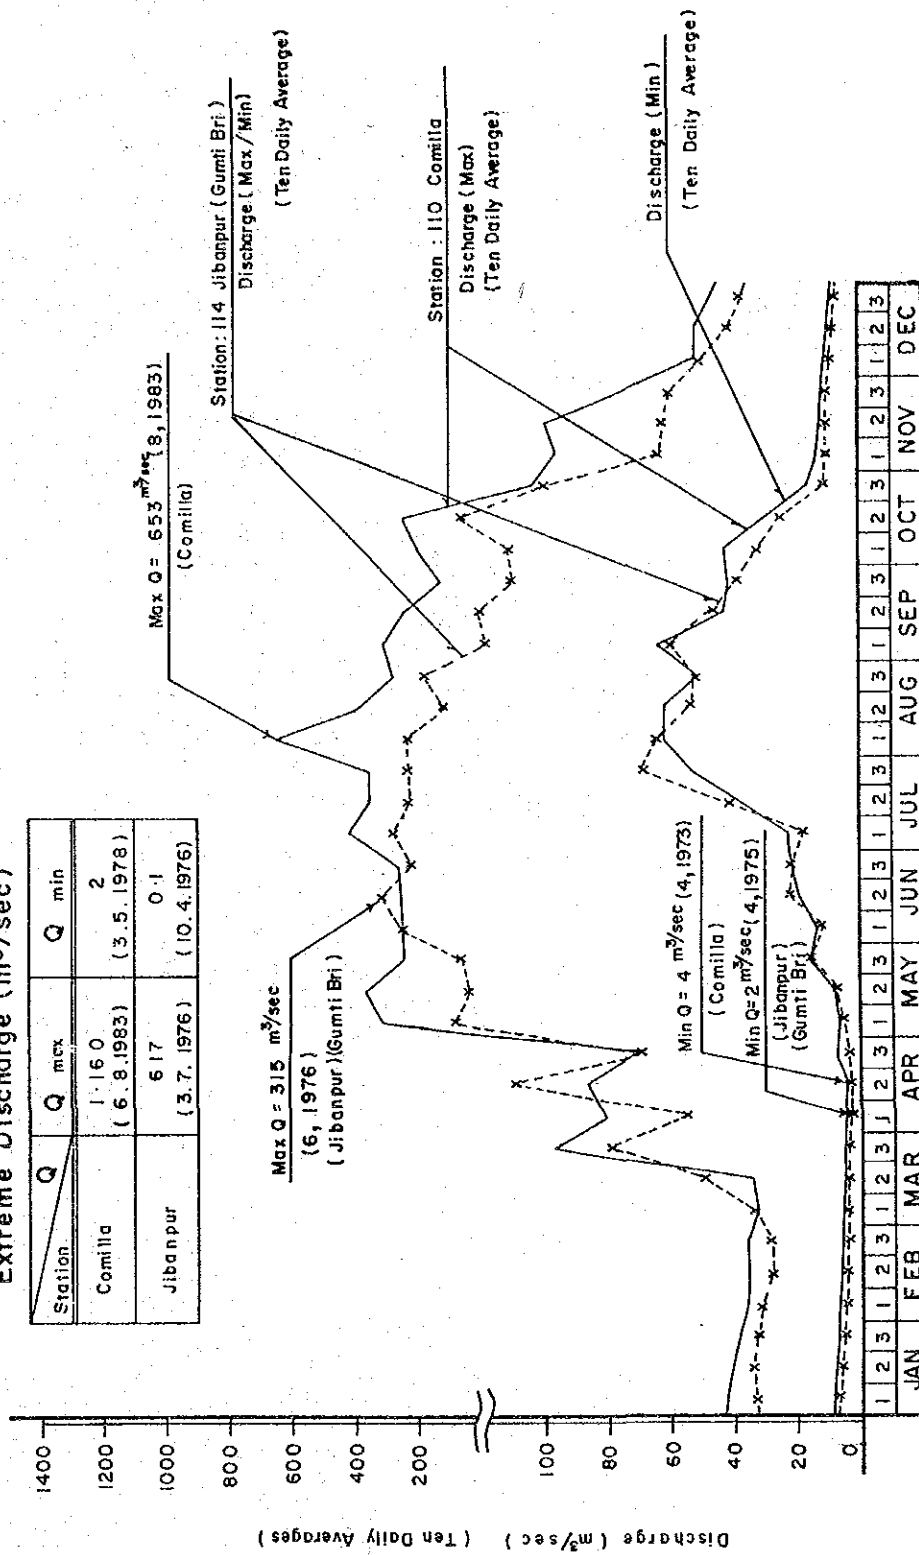 Extreme Discharge (m³/sec)
Station Q Q max Q min
Comilla 1·160 2
(6.8.1983) (3.5.1978)
Jibanpur 617 0·1
(3.7.1976) (10.4.1976)
Max Q = 653 m³/sec (8, 1983)
(Comilla)
Station: 114 Jibanpur (Gumti Bri)
Discharge (Max/Min)
(Ten Daily Average)
Station : 110 Comilla
Discharge (Max)
(Ten Daily Average)
Discharge (Min)
(Ten Daily Average)
Max Q = 315 m³/sec
(6, 1976)
(Jibanpur)(Gumti Bri)
Min Q = 4 m³/sec (4, 1973)
(Comilla)
Min Q=2 m³/sec (4, 1975)
(Jibanpur)
(Gumti Bri)
Discharge (m³/sec) (Ten Daily Averages)
1400
1200
1000
800
600
400
200
100
80
60
40
20
0
1 2 3 1 2 3 1 2 3 1 2 3 1 2 3 1 2 3 1 2 3 1 2 3 1 2 3 1 2 3 1 2 3 1 2 3
JAN FEB MAR APR MAY JUN JUL AUG SEP OCT NOV DEC